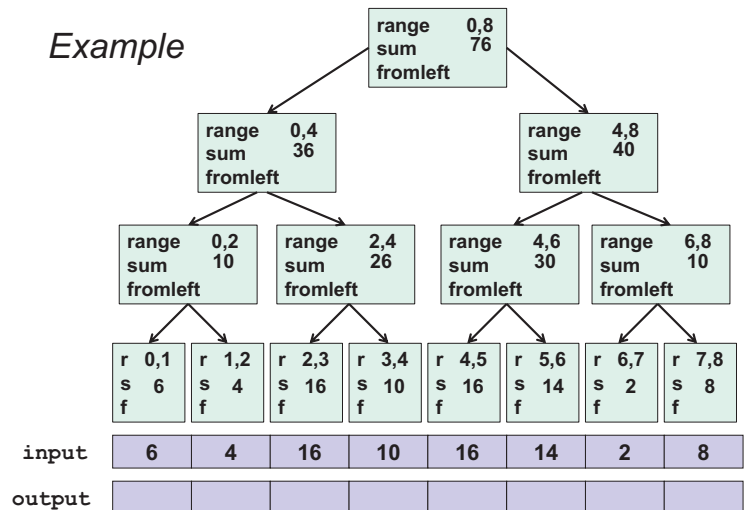 Example
range 0,8
sum 76
fromleft
range 0,4
sum 36
fromleft
range 4,8
sum 40
fromleft
range 0,2
sum 10
fromleft
range 2,4
sum 26
fromleft
range 4,6
sum 30
fromleft
range 6,8
sum 10
fromleft
r 0,1
s 6
f
r 1,2
s 4
f
r 2,3
s 16
f
r 3,4
s 10
f
r 4,5
s 16
f
r 5,6
s 14
f
r 6,7
s 2
f
r 7,8
s 8
f
input 6 4 16 10 16 14 2 8
output